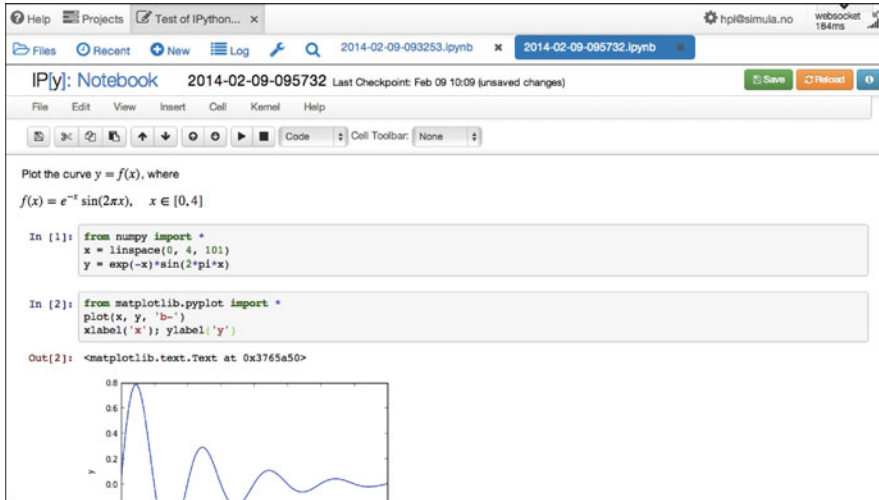 Help Projects Test of IPython... × hpl@simula.no websocket
184ms
Files Recent New Log 2014-02-09-093253.ipynb × 2014-02-09-095732.ipynb ×
IP[y]: Notebook 2014-02-09-095732 Last Checkpoint: Feb 09 10:09 (unsaved changes) Save Reload
File Edit View Insert Cell Kernel Help
Code Cell Toolbar: None
Plot the curve y = f(x), where
f(x) = e^{-x} sin(2πx), x ∈ [0, 4]
In [1]: from numpy import *
x = linspace(0, 4, 101)
y = exp(-x)*sin(2*pi*x)
In [2]: from matplotlib.pyplot import *
plot(x, y, 'b-')
xlabel('x'); ylabel('y')
Out[2]: <matplotlib.text.Text at 0x3765a50>
0.8
0.6
0.4
0.2
y
0.0